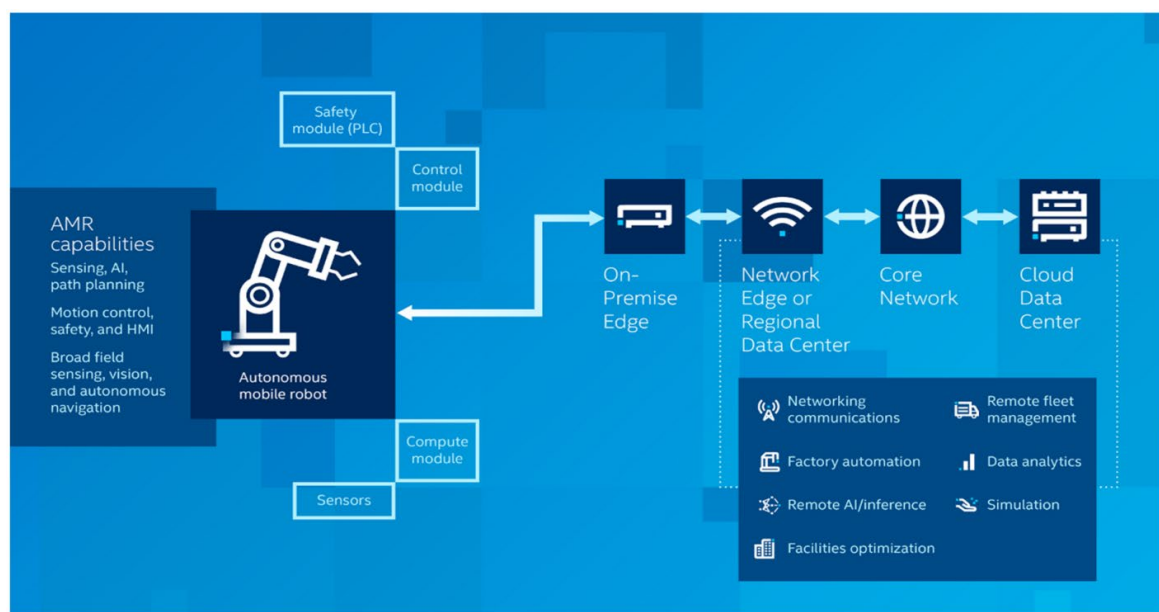 Safety
module (PLC)
Control
module
AMR
capabilities
Sensing, AI,
path planning
Motion control,
safety, and HMI
Broad field
sensing, vision,
and autonomous
navigation
Autonomous
mobile robot
Compute
module
Sensors
On-
Premise
Edge
Network
Edge or
Regional
Data Center
Core
Network
Cloud
Data
Center
Networking
communications
Remote fleet
management
Factory automation
Data analytics
Remote AI/inference
Simulation
Facilities optimization